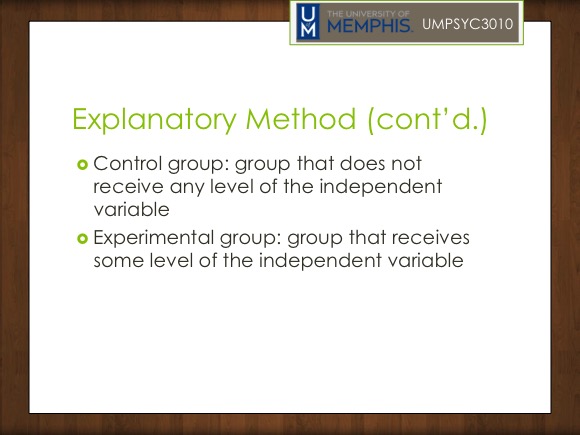 UM
THE UNIVERSITY OF
MEMPHIS.
UMPSYC3010
Explanatory Method (cont’d.)
Control group: group that does not
receive any level of the independent
variable
Experimental group: group that receives
some level of the independent variable